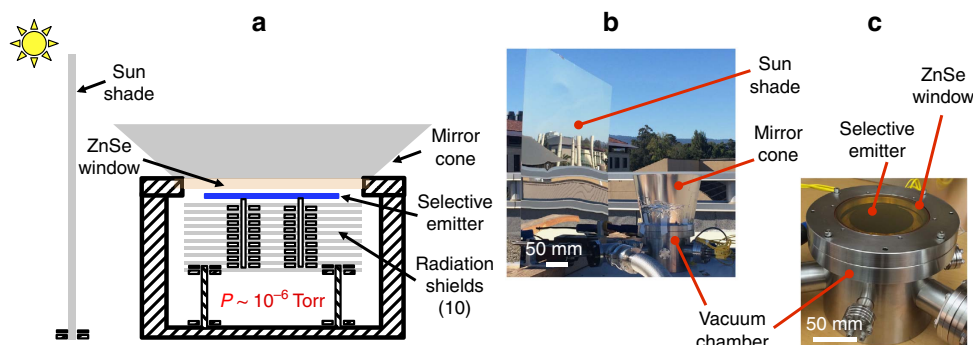 a
Sun
shade
ZnSe
window
Mirror
cone
Selective
emitter
Radiation
shields
(10)
P ~ 10⁻⁶ Torr
b
Sun
shade
Mirror
cone
50 mm
Vacuum
chamber
c
ZnSe
window
Selective
emitter
50 mm